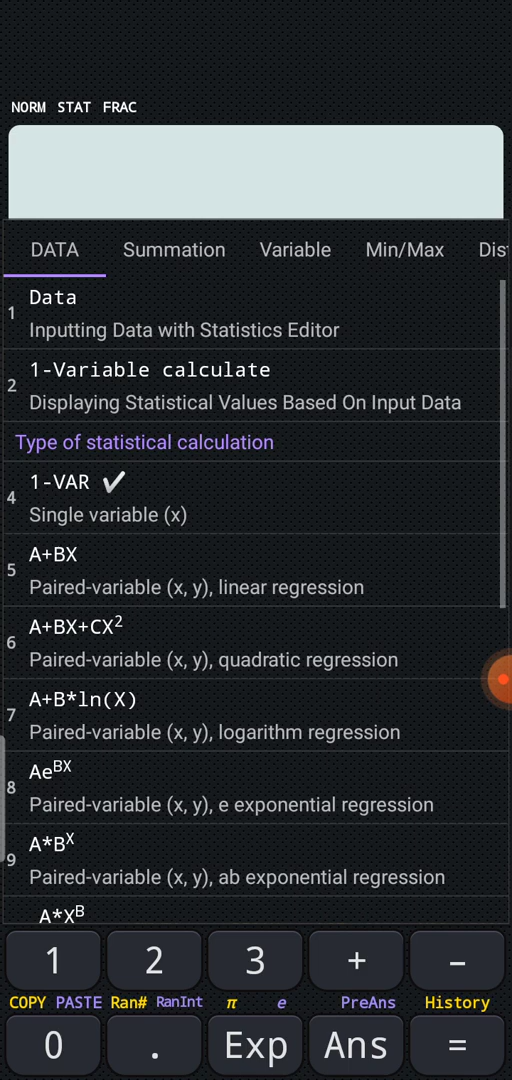 NORM STAT FRAC
DATA Summation Variable Min/Max Dis
1
Data
Inputting Data with Statistics Editor
2
1-Variable calculate
Displaying Statistical Values Based On Input Data
Type of statistical calculation
4
1-VAR ✔
Single variable (x)
5
A+BX
Paired-variable (x, y), linear regression
6
A+BX+CX²
Paired-variable (x, y), quadratic regression
7
A+B*ln(X)
Paired-variable (x, y), logarithm regression
8
Ae^BX
Paired-variable (x, y), e exponential regression
9
A*B^X
Paired-variable (x, y), ab exponential regression
A*X^B
1 2 3 + −
COPY PASTE Ran# RanInt π e PreAns History
0 . Exp Ans =